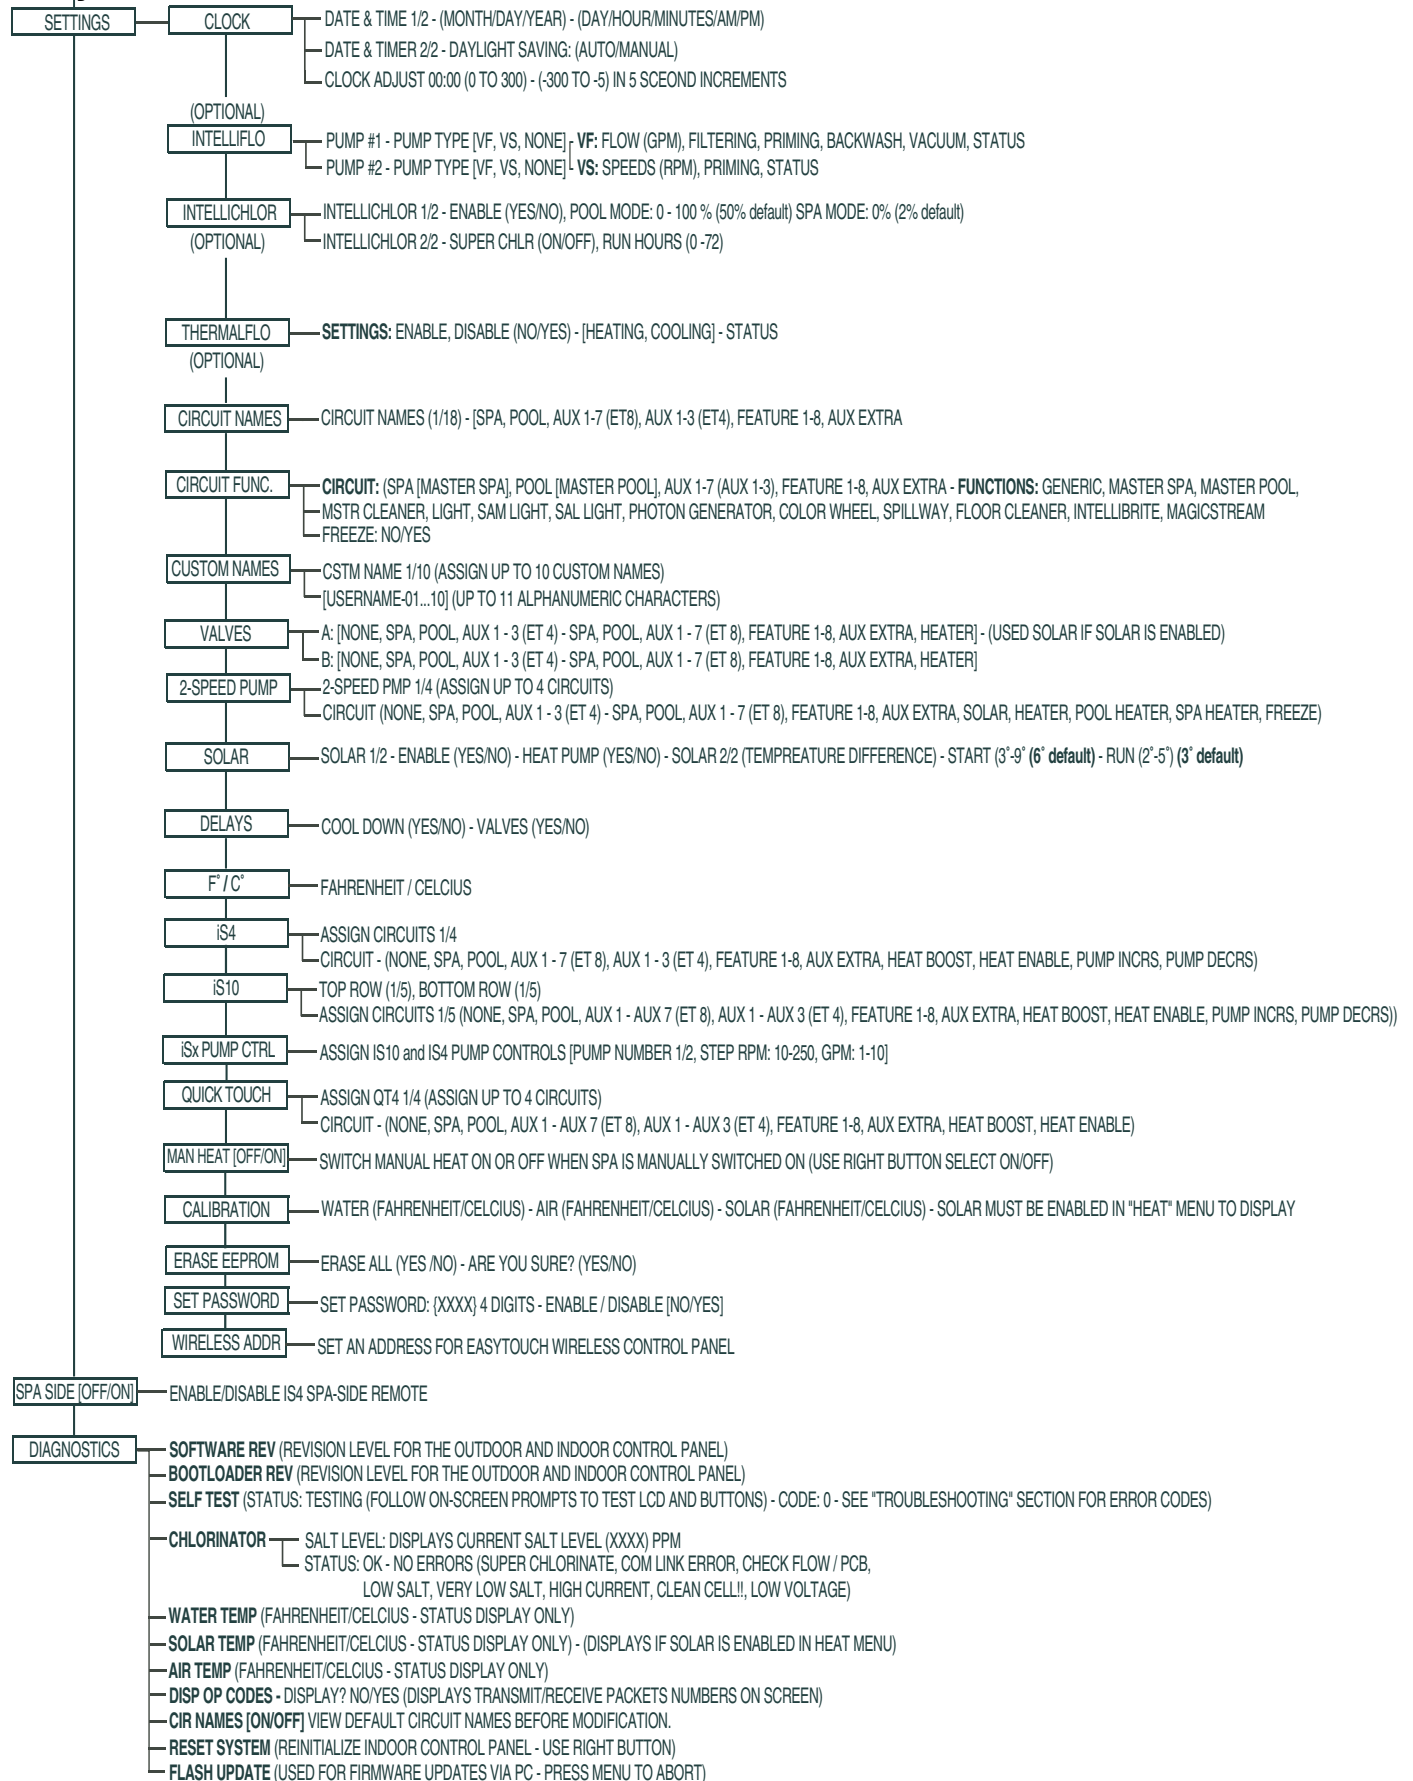 SETTINGS
CLOCK
DATE & TIME 1/2 - (MONTH/DAY/YEAR) - (DAY/HOUR/MINUTES/AM/PM)
DATE & TIMER 2/2 - DAYLIGHT SAVING: (AUTO/MANUAL)
CLOCK ADJUST 00:00 (0 TO 300) - (-300 TO -5) IN 5 SCEOND INCREMENTS
(OPTIONAL)
INTELLIFLO
PUMP #1 - PUMP TYPE [VF, VS, NONE] - VF: FLOW (GPM), FILTERING, PRIMING, BACKWASH, VACUUM, STATUS
PUMP #2 - PUMP TYPE [VF, VS, NONE] - VS: SPEEDS (RPM), PRIMING, STATUS
INTELLICHLOR
INTELLICHLOR 1/2 - ENABLE (YES/NO), POOL MODE: 0 - 100 % (50% default) SPA MODE: 0% (2% default)
(OPTIONAL)
INTELLICHLOR 2/2 - SUPER CHLR (ON/OFF), RUN HOURS (0 -72)
THERMALFLO
SETTINGS: ENABLE, DISABLE (NO/YES) - [HEATING, COOLING] - STATUS
(OPTIONAL)
CIRCUIT NAMES
CIRCUIT NAMES (1/18) - [SPA, POOL, AUX 1-7 (ET8), AUX 1-3 (ET4), FEATURE 1-8, AUX EXTRA
CIRCUIT FUNC.
CIRCUIT: (SPA [MASTER SPA], POOL [MASTER POOL], AUX 1-7 (AUX 1-3), FEATURE 1-8, AUX EXTRA - FUNCTIONS: GENERIC, MASTER SPA, MASTER POOL,
MSTR CLEANER, LIGHT, SAM LIGHT, SAL LIGHT, PHOTON GENERATOR, COLOR WHEEL, SPILLWAY, FLOOR CLEANER, INTELLIBRITE, MAGICSTREAM
FREEZE: NO/YES
CUSTOM NAMES
CSTM NAME 1/10 (ASSIGN UP TO 10 CUSTOM NAMES)
[USERNAME-01...10] (UP TO 11 ALPHANUMERIC CHARACTERS)
VALVES
A: [NONE, SPA, POOL, AUX 1 - 3 (ET 4) - SPA, POOL, AUX 1 - 7 (ET 8), FEATURE 1-8, AUX EXTRA, HEATER] - (USED SOLAR IF SOLAR IS ENABLED)
B: [NONE, SPA, POOL, AUX 1 - 3 (ET 4) - SPA, POOL, AUX 1 - 7 (ET 8), FEATURE 1-8, AUX EXTRA, HEATER]
2-SPEED PUMP
2-SPEED PMP 1/4 (ASSIGN UP TO 4 CIRCUITS)
CIRCUIT (NONE, SPA, POOL, AUX 1 - 3 (ET 4) - SPA, POOL, AUX 1 - 7 (ET 8), FEATURE 1-8, AUX EXTRA, SOLAR, HEATER, POOL HEATER, SPA HEATER, FREEZE)
SOLAR
SOLAR 1/2 - ENABLE (YES/NO) - HEAT PUMP (YES/NO) - SOLAR 2/2 (TEMPREATURE DIFFERENCE) - START (3°-9° (6° default) - RUN (2°-5°) (3° default)
DELAYS
COOL DOWN (YES/NO) - VALVES (YES/NO)
F° / C°
FAHRENHEIT / CELCIUS
iS4
ASSIGN CIRCUITS 1/4
CIRCUIT - (NONE, SPA, POOL, AUX 1 - 7 (ET 8), AUX 1 - 3 (ET 4), FEATURE 1-8, AUX EXTRA, HEAT BOOST, HEAT ENABLE, PUMP INCRS, PUMP DECRS)
iS10
TOP ROW (1/5), BOTTOM ROW (1/5)
ASSIGN CIRCUITS 1/5 (NONE, SPA, POOL, AUX 1 - AUX 7 (ET 8), AUX 1 - AUX 3 (ET 4), FEATURE 1-8, AUX EXTRA, HEAT BOOST, HEAT ENABLE, PUMP INCRS, PUMP DECRS))
iSx PUMP CTRL
ASSIGN IS10 and IS4 PUMP CONTROLS [PUMP NUMBER 1/2, STEP RPM: 10-250, GPM: 1-10]
QUICK TOUCH
ASSIGN QT4 1/4 (ASSIGN UP TO 4 CIRCUITS)
CIRCUIT - (NONE, SPA, POOL, AUX 1 - AUX 7 (ET 8), AUX 1 - AUX 3 (ET 4), FEATURE 1-8, AUX EXTRA, HEAT BOOST, HEAT ENABLE)
MAN HEAT [OFF/ON]
SWITCH MANUAL HEAT ON OR OFF WHEN SPA IS MANUALLY SWITCHED ON (USE RIGHT BUTTON SELECT ON/OFF)
CALIBRATION
WATER (FAHRENHEIT/CELCIUS) - AIR (FAHRENHEIT/CELCIUS) - SOLAR (FAHRENHEIT/CELCIUS) - SOLAR MUST BE ENABLED IN "HEAT" MENU TO DISPLAY
ERASE EEPROM
ERASE ALL (YES /NO) - ARE YOU SURE? (YES/NO)
SET PASSWORD
SET PASSWORD: {XXXX} 4 DIGITS - ENABLE / DISABLE [NO/YES]
WIRELESS ADDR
SET AN ADDRESS FOR EASYTOUCH WIRELESS CONTROL PANEL
SPA SIDE [OFF/ON]
ENABLE/DISABLE IS4 SPA-SIDE REMOTE
DIAGNOSTICS
SOFTWARE REV (REVISION LEVEL FOR THE OUTDOOR AND INDOOR CONTROL PANEL)
BOOTLOADER REV (REVISION LEVEL FOR THE OUTDOOR AND INDOOR CONTROL PANEL)
SELF TEST (STATUS: TESTING (FOLLOW ON-SCREEN PROMPTS TO TEST LCD AND BUTTONS) - CODE: 0 - SEE "TROUBLESHOOTING" SECTION FOR ERROR CODES)
CHLORINATOR
SALT LEVEL: DISPLAYS CURRENT SALT LEVEL (XXXX) PPM
STATUS: OK - NO ERRORS (SUPER CHLORINATE, COM LINK ERROR, CHECK FLOW / PCB,
LOW SALT, VERY LOW SALT, HIGH CURRENT, CLEAN CELL!!, LOW VOLTAGE)
WATER TEMP (FAHRENHEIT/CELCIUS - STATUS DISPLAY ONLY)
SOLAR TEMP (FAHRENHEIT/CELCIUS - STATUS DISPLAY ONLY) - (DISPLAYS IF SOLAR IS ENABLED IN HEAT MENU)
AIR TEMP (FAHRENHEIT/CELCIUS - STATUS DISPLAY ONLY)
DISP OP CODES - DISPLAY? NO/YES (DISPLAYS TRANSMIT/RECEIVE PACKETS NUMBERS ON SCREEN)
CIR NAMES [ON/OFF] VIEW DEFAULT CIRCUIT NAMES BEFORE MODIFICATION.
RESET SYSTEM (REINITIALIZE INDOOR CONTROL PANEL - USE RIGHT BUTTON)
FLASH UPDATE (USED FOR FIRMWARE UPDATES VIA PC - PRESS MENU TO ABORT)